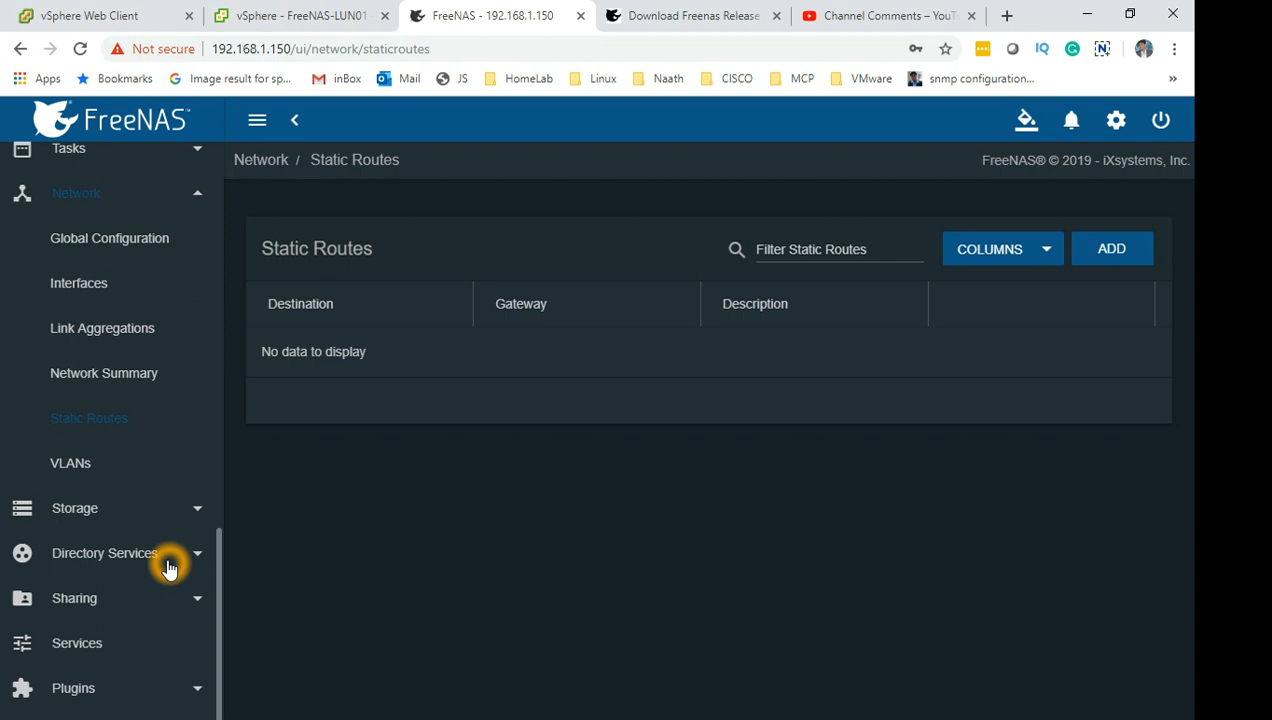 vSphere Web Client
vSphere - FreeNAS-LUN01
FreeNAS - 192.168.1.150
Download Freenas Release
Channel Comments – YouT
Not secure 192.168.1.150/ui/network/staticroutes
Apps Bookmarks Image result for sp... inBox Mail JS HomeLab Linux Naath CISCO MCP VMware snmp configuration... »
FreeNAS™
Network / Static Routes
FreeNAS® © 2019 - iXsystems, Inc.
Tasks
Network
Global Configuration
Interfaces
Link Aggregations
Network Summary
Static Routes
VLANs
Storage
Directory Services
Sharing
Services
Plugins
Static Routes
Filter Static Routes
COLUMNS
ADD
Destination Gateway Description
No data to display